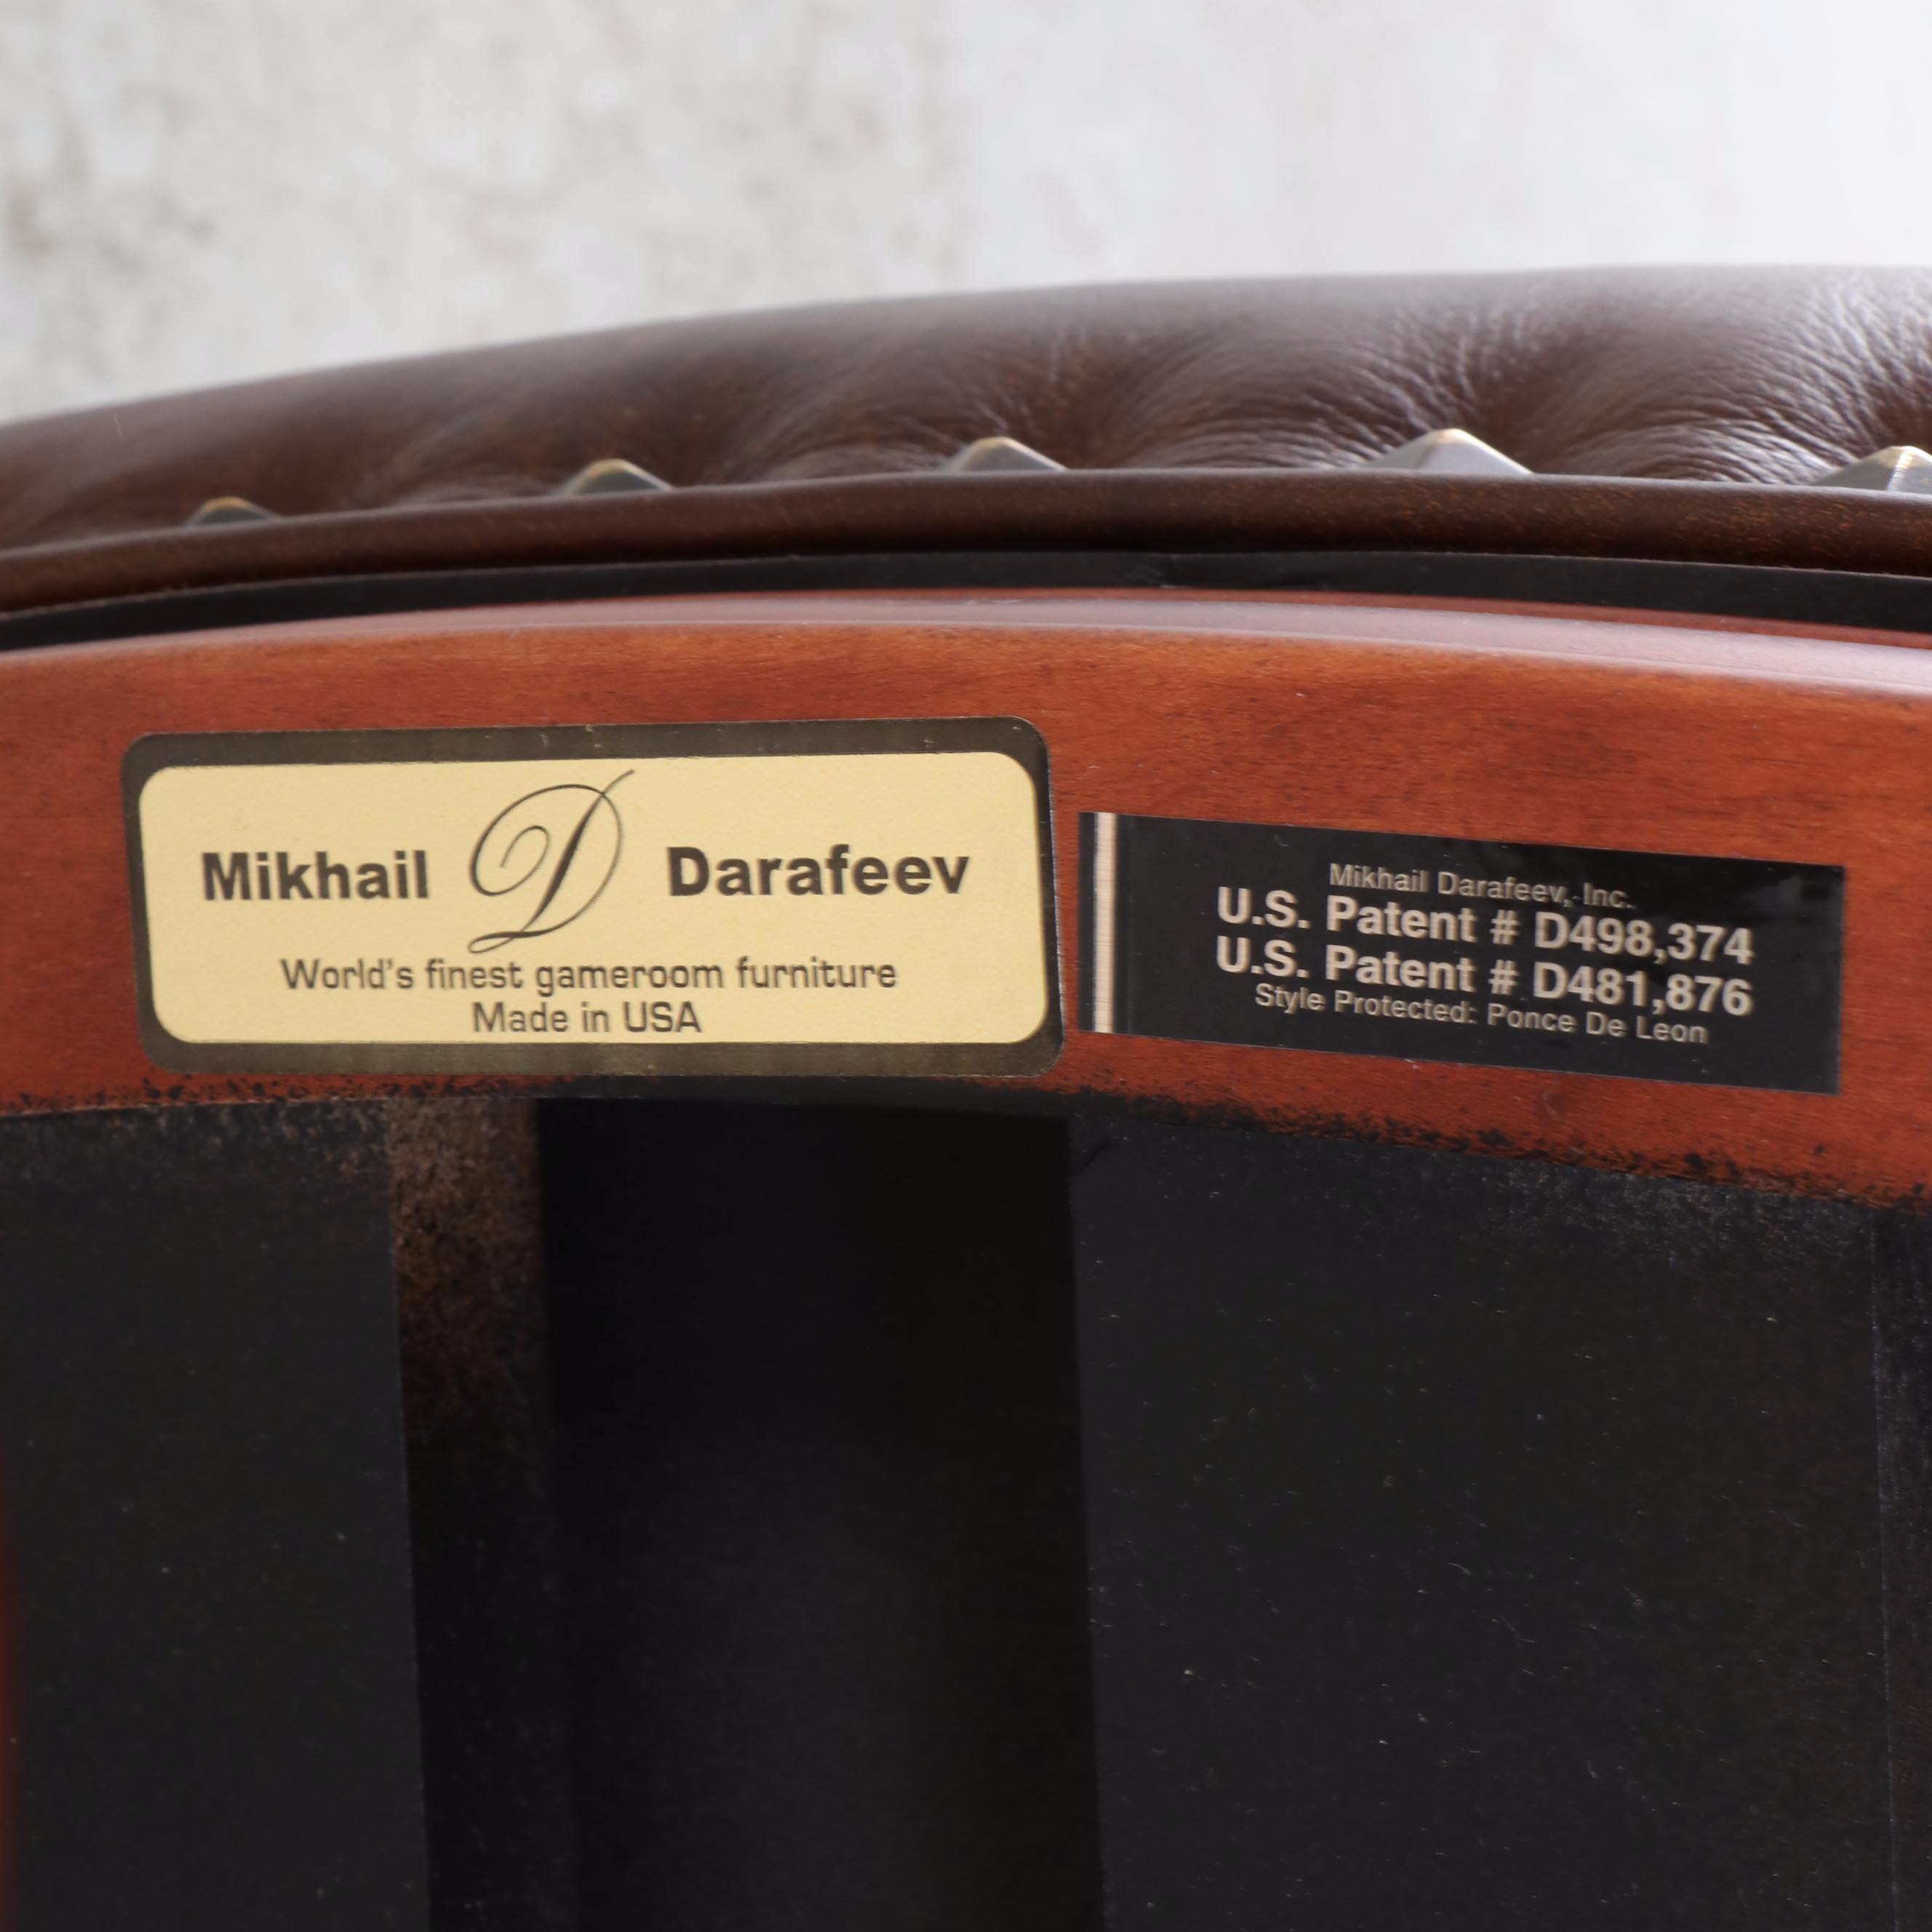 Mikhail D Darafeev
World's finest gameroom furniture
Made in USA
Mikhail Darafeev, Inc.
U.S. Patent # D498,374
U.S. Patent # D481,876
Style Protected: Ponce De Leon